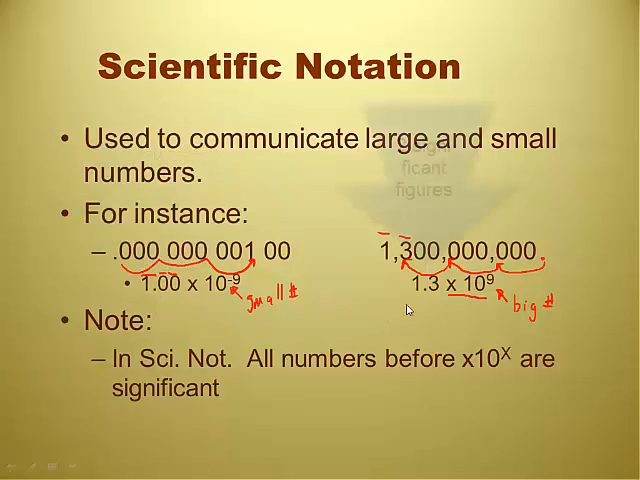 Scientific Notation
• Used to communicate large and small
numbers.
ficant
figures
• For instance:
– .000 000 001 00 1,300,000,000.
• 1.00 x 10⁻⁹ 1.3 x 10⁹
small # big #
• Note:
– In Sci. Not. All numbers before x10ˣ are
significant